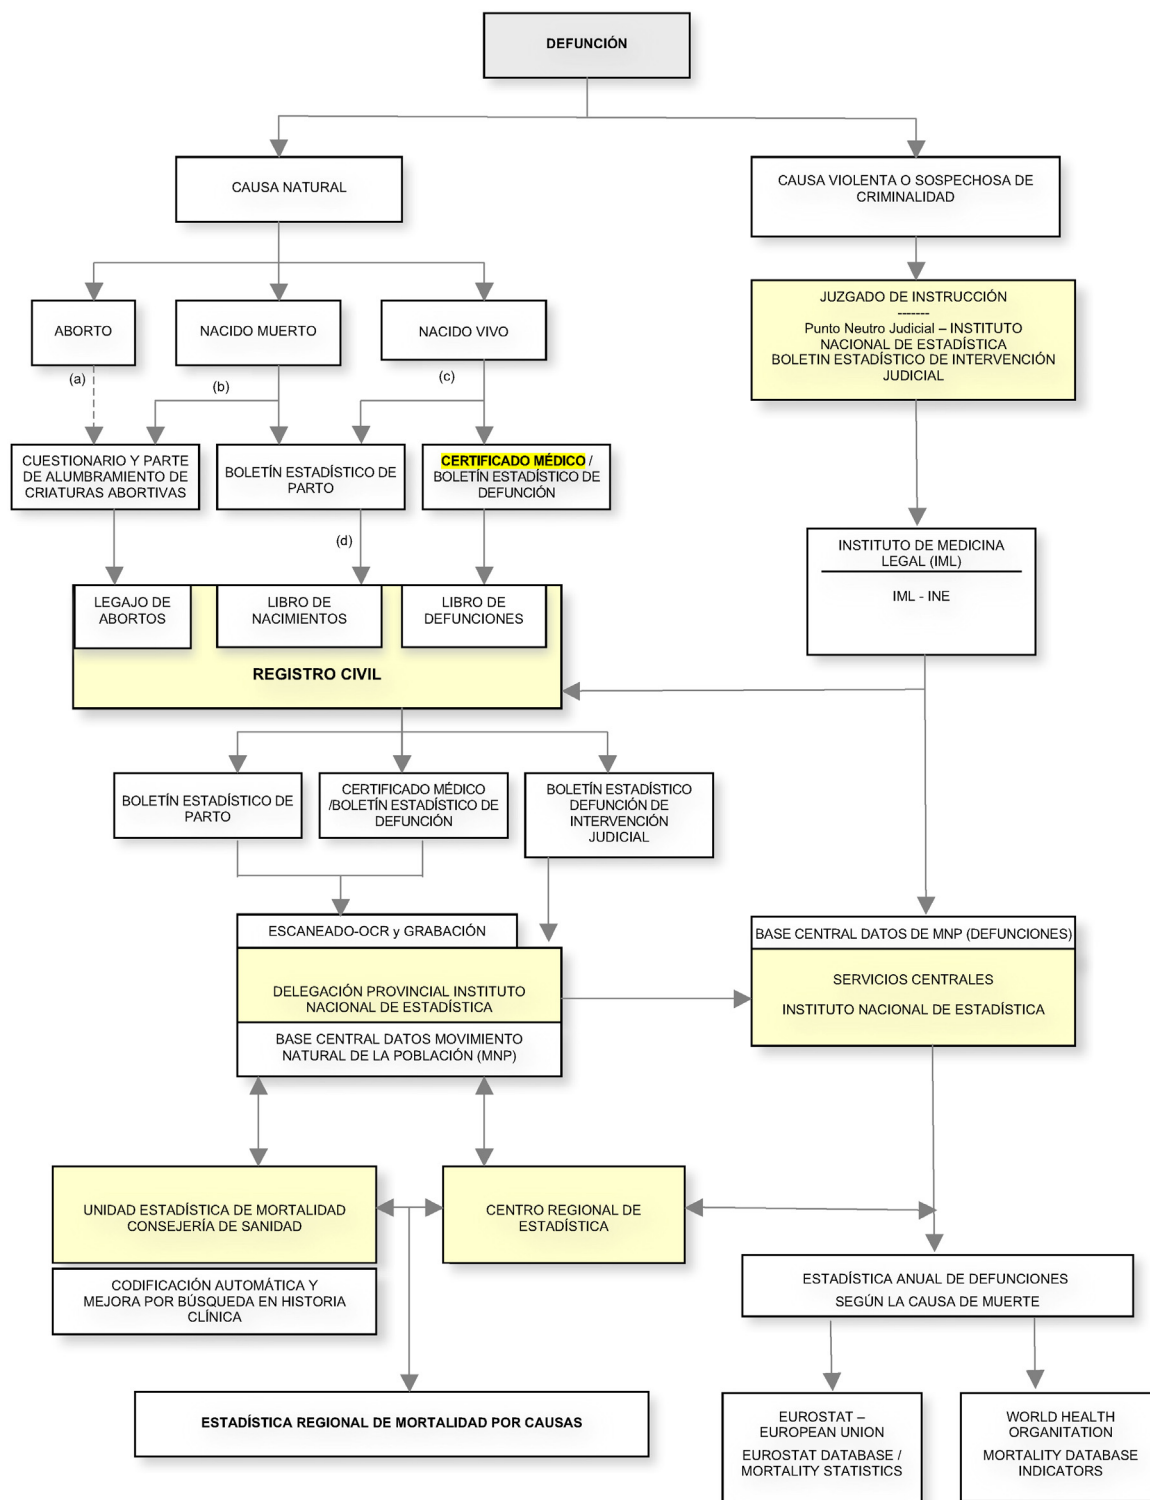 DEFUNCIÓN
CAUSA NATURAL
CAUSA VIOLENTA O SOSPECHOSA DE
CRIMINALIDAD
ABORTO
NACIDO MUERTO
NACIDO VIVO
JUZGADO DE INSTRUCCIÓN
-------
Punto Neutro Judicial – INSTITUTO
NACIONAL DE ESTADÍSTICA
BOLETIN ESTADÍSTICO DE INTERVENCIÓN
JUDICIAL
(a)
(b)
(c)
CUESTIONARIO Y PARTE
DE ALUMBRAMIENTO DE
CRIATURAS ABORTIVAS
BOLETÍN ESTADÍSTICO DE
PARTO
CERTIFICADO MÉDICO /
BOLETÍN ESTADÍSTICO DE
DEFUNCIÓN
(d)
INSTITUTO DE MEDICINA
LEGAL (IML)
IML - INE
LEGAJO DE
ABORTOS
LIBRO DE
NACIMIENTOS
LIBRO DE
DEFUNCIONES
REGISTRO CIVIL
BOLETÍN ESTADÍSTICO DE
PARTO
CERTIFICADO MÉDICO
/BOLETÍN ESTADÍSTICO DE
DEFUNCIÓN
BOLETÍN ESTADÍSTICO
DEFUNCIÓN DE
INTERVENCIÓN
JUDICIAL
ESCANEADO-OCR y GRABACIÓN
DELEGACIÓN PROVINCIAL INSTITUTO
NACIONAL DE ESTADÍSTICA
BASE CENTRAL DATOS MOVIMIENTO
NATURAL DE LA POBLACIÓN (MNP)
BASE CENTRAL DATOS DE MNP (DEFUNCIONES)
SERVICIOS CENTRALES
INSTITUTO NACIONAL DE ESTADÍSTICA
UNIDAD ESTADÍSTICA DE MORTALIDAD
CONSEJERÍA DE SANIDAD
CENTRO REGIONAL DE
ESTADÍSTICA
CODIFICACIÓN AUTOMÁTICA Y
MEJORA POR BÚSQUEDA EN HISTORIA
CLÍNICA
ESTADÍSTICA ANUAL DE DEFUNCIONES
SEGÚN LA CAUSA DE MUERTE
ESTADÍSTICA REGIONAL DE MORTALIDAD POR CAUSAS
EUROSTAT –
EUROPEAN UNION
EUROSTAT DATABASE /
MORTALITY STATISTICS
WORLD HEALTH
ORGANITATION
MORTALITY DATABASE
INDICATORS